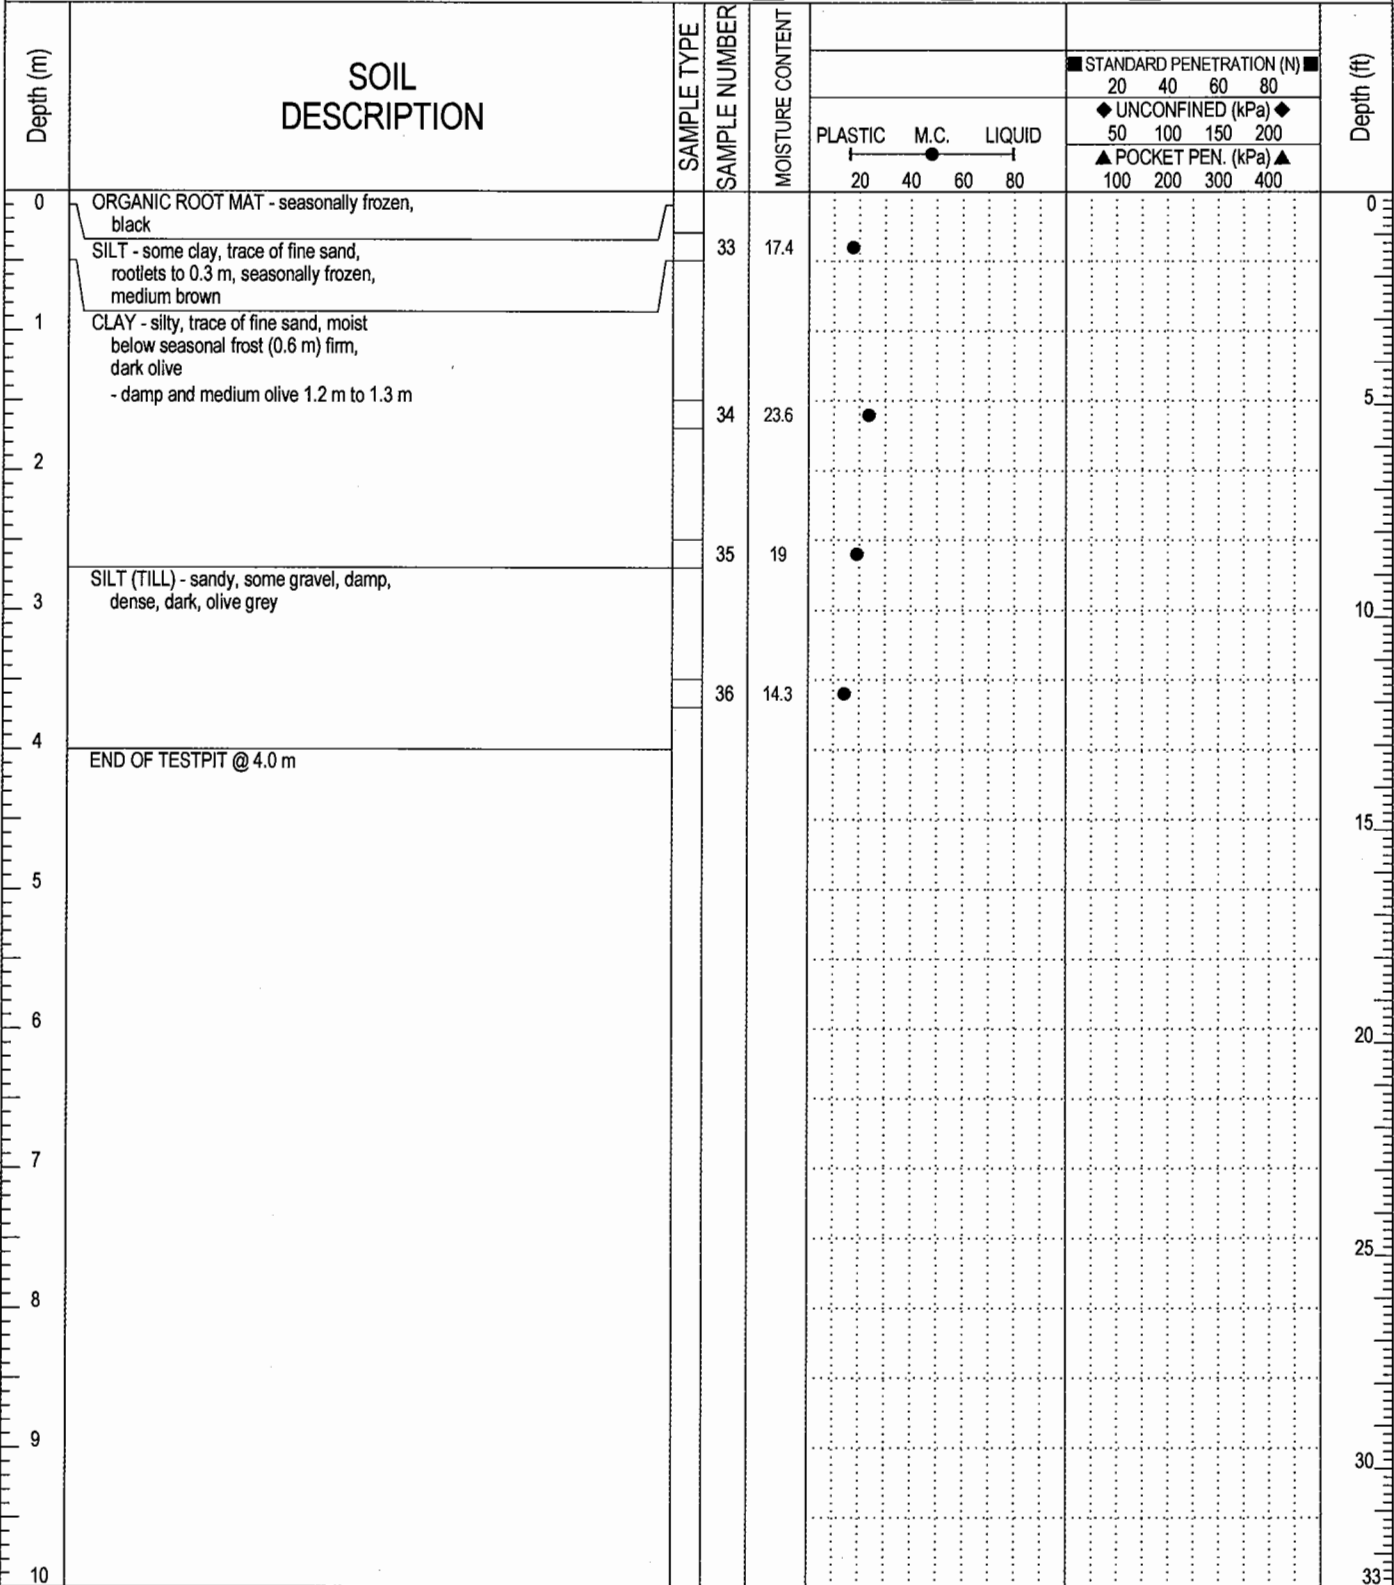 Depth (m)
SOIL
DESCRIPTION
SAMPLE TYPE
SAMPLE NUMBER
MOISTURE CONTENT
PLASTIC M.C. LIQUID
20 40 60 80
■ STANDARD PENETRATION (N) ■
20 40 60 80
◆ UNCONFINED (kPa) ◆
50 100 150 200
▲ POCKET PEN. (kPa) ▲
100 200 300 400
Depth (ft)
0 ORGANIC ROOT MAT - seasonally frozen, 0
black
SILT - some clay, trace of fine sand, 33 17.4
rootlets to 0.3 m, seasonally frozen,
medium brown
1 CLAY - silty, trace of fine sand, moist
below seasonal frost (0.6 m) firm,
dark olive
- damp and medium olive 1.2 m to 1.3 m 5
34 23.6
2
35 19
SILT (TILL) - sandy, some gravel, damp,
3 dense, dark, olive grey 10
36 14.3
4
END OF TESTPIT @ 4.0 m
15
5
6
20
7
25
8
9
30
10 33